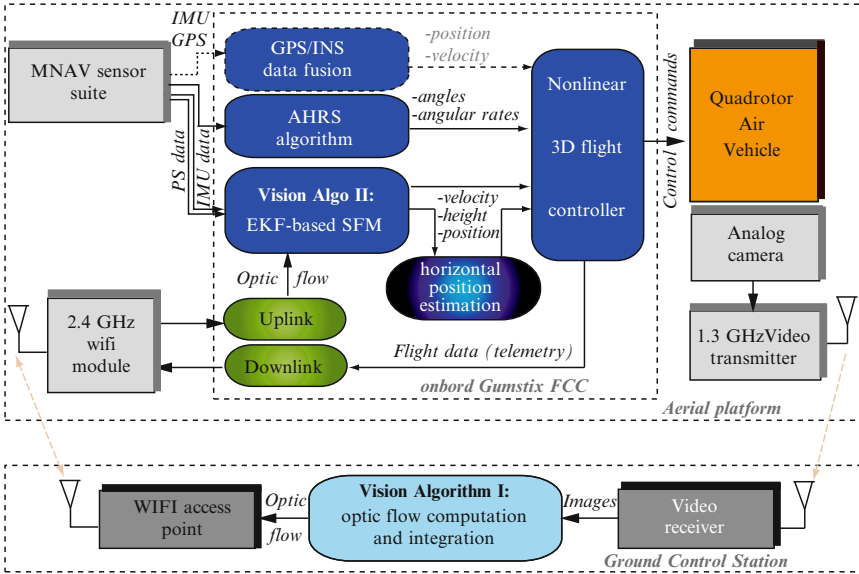 IMU
GPS
MNAV sensor
suite
GPS/INS
data fusion
-position
-velocity
AHRS
algorithm
-angles
-angular rates
PS data
IMU data
Vision Algo II:
EKF-based SFM
-velocity
-height
-position
horizontal
position
estimation
Nonlinear
3D flight
controller
Control commands
Quadrotor
Air
Vehicle
Analog
camera
1.3 GHzVideo
transmitter
Optic flow
2.4 GHz
wifi
module
Uplink
Downlink
Flight data (telemetry)
onbord Gumstix FCC
Aerial platform
WIFI access
point
Optic
flow
Vision Algorithm I:
optic flow computation
and integration
Images
Video
receiver
Ground Control Station